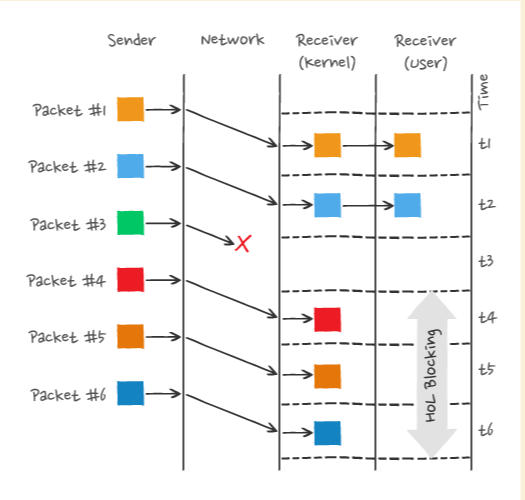 Sender
Network
Receiver
(kernel)
Receiver
(user)
Time
Packet #1
t1
Packet #2
t2
Packet #3
X
t3
Packet #4
t4
Packet #5
t5
HoL Blocking
Packet #6
t6